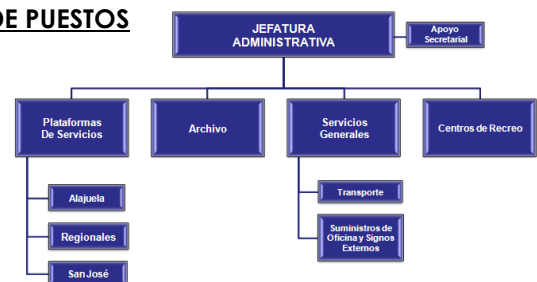 DE PUESTOS
JEFATURA
ADMINISTRATIVA
Apoyo
Secretarial
Plataformas
De Servicios
Archivo
Servicios
Generales
Centros de Recreo
Alajuela
Regionales
San José
Transporte
Suministros de
Oficina y Signos
Externos